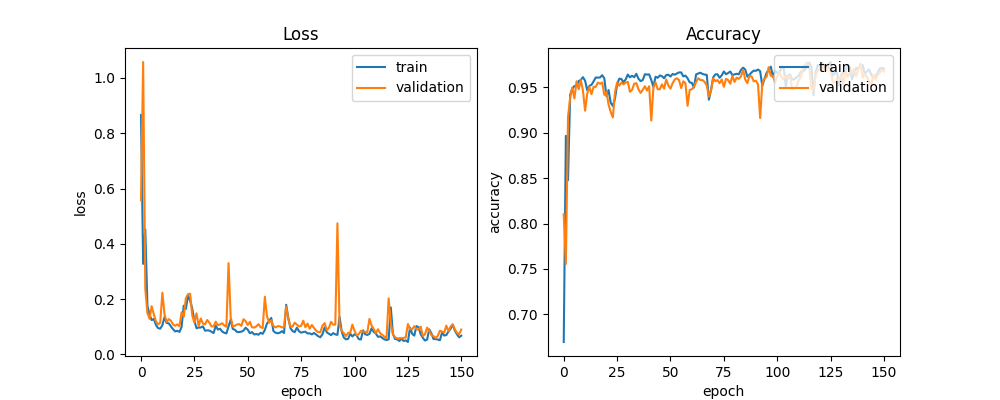 Loss
train
validation
1.0
0.8
0.6
0.4
0.2
0.0
loss
0 25 50 75 100 125 150
epoch
Accuracy
train
validation
0.95
0.90
0.85
0.80
0.75
0.70
accuracy
0 25 50 75 100 125 150
epoch